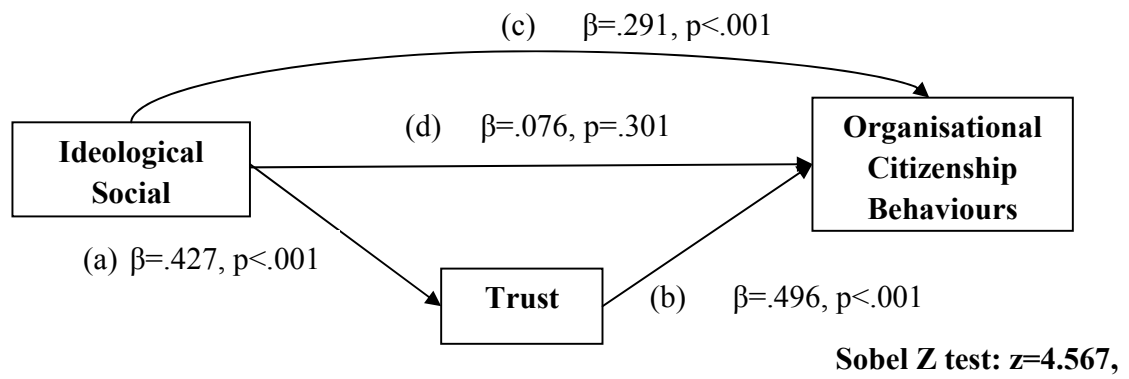 (c) β=.291, p<.001
(d) β=.076, p=.301
Ideological
Social
Organisational
Citizenship
Behaviours
(a) β=.427, p<.001
Trust
(b) β=.496, p<.001
Sobel Z test: z=4.567,